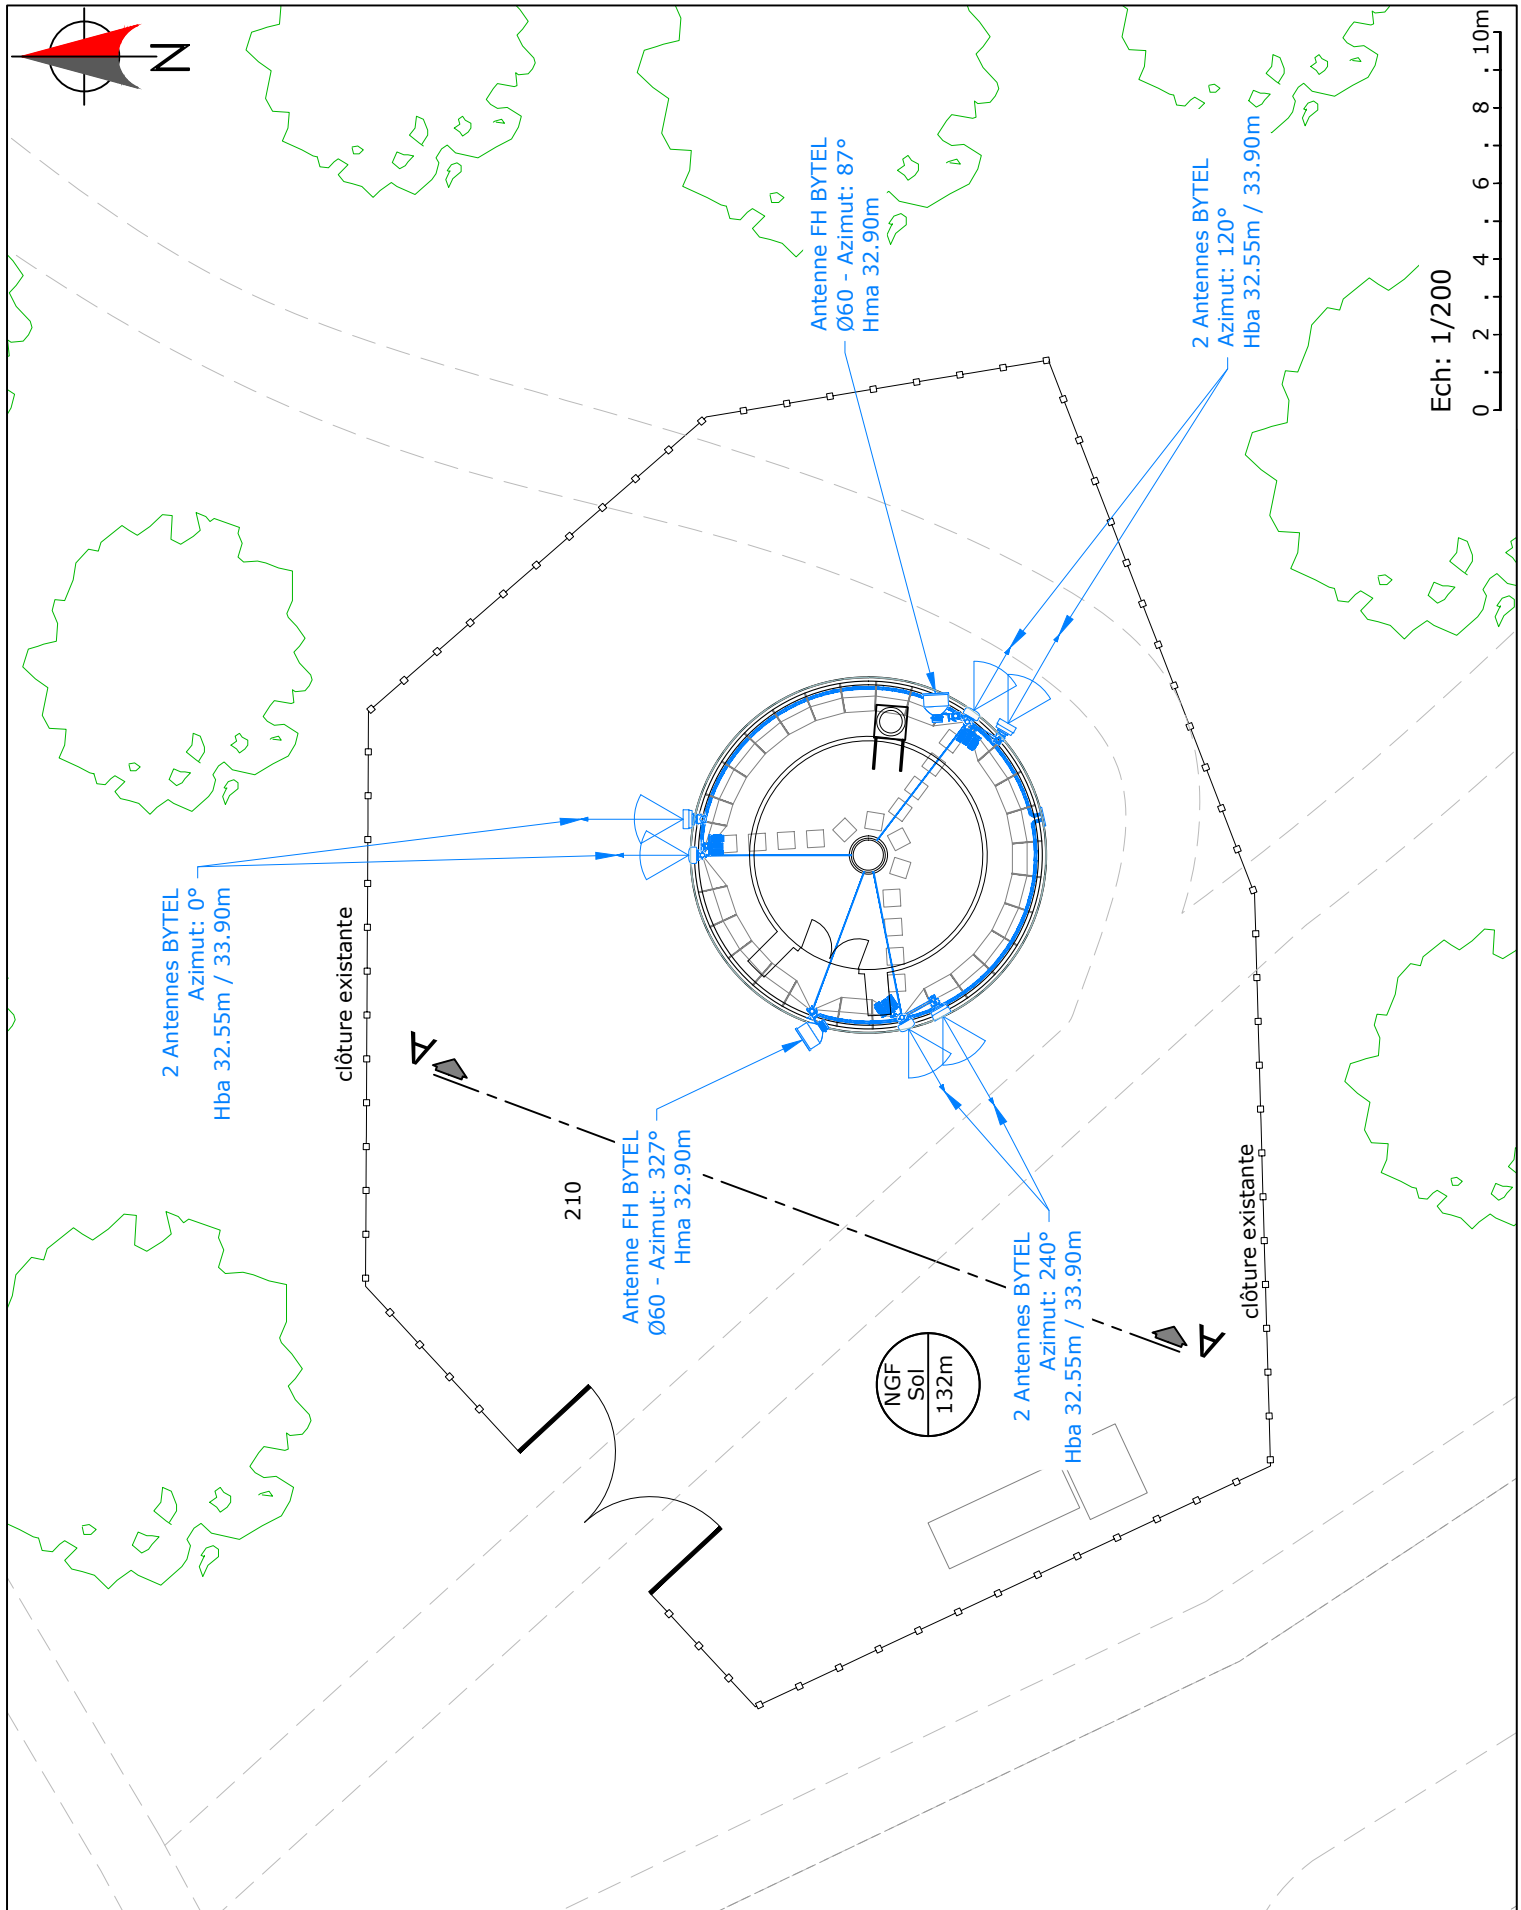 N
2 Antennes BYTEL
Azimut: 0°
Hba 32.55m / 33.90m
clôture existante
A
210
Antenne FH BYTEL
Ø60 - Azimut: 327°
Hma 32.90m
Antenne FH BYTEL
Ø60 - Azimut: 87°
Hma 32.90m
NGF
Sol
132m
2 Antennes BYTEL
Azimut: 240°
Hba 32.55m / 33.90m
2 Antennes BYTEL
Azimut: 120°
Hba 32.55m / 33.90m
A
clôture existante
Ech: 1/200
0 2 4 6 8 10m